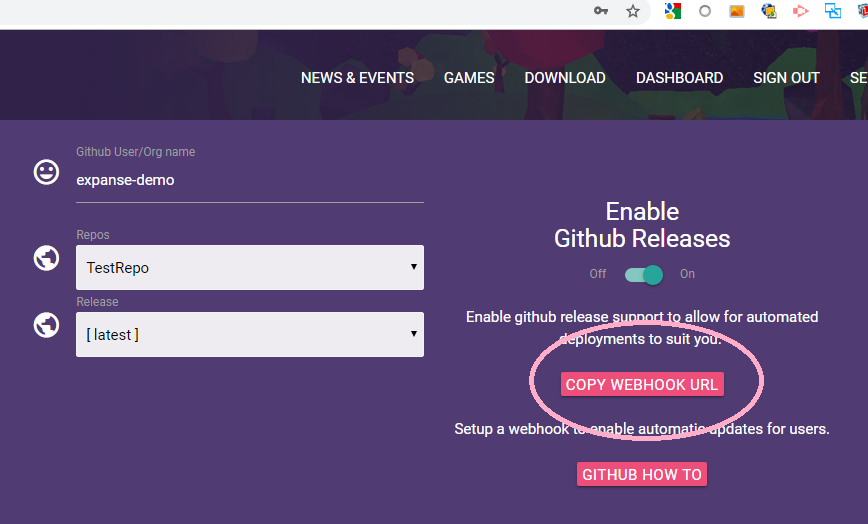 NEWS & EVENTS GAMES DOWNLOAD DASHBOARD SIGN OUT SE
Github User/Org name
expanse-demo
Repos
TestRepo
Release
[ latest ]
Enable
Github Releases
Off On
Enable github release support to allow for automated
deployments to suit you.
COPY WEBHOOK URL
Setup a webhook to enable automatic updates for users.
GITHUB HOW TO